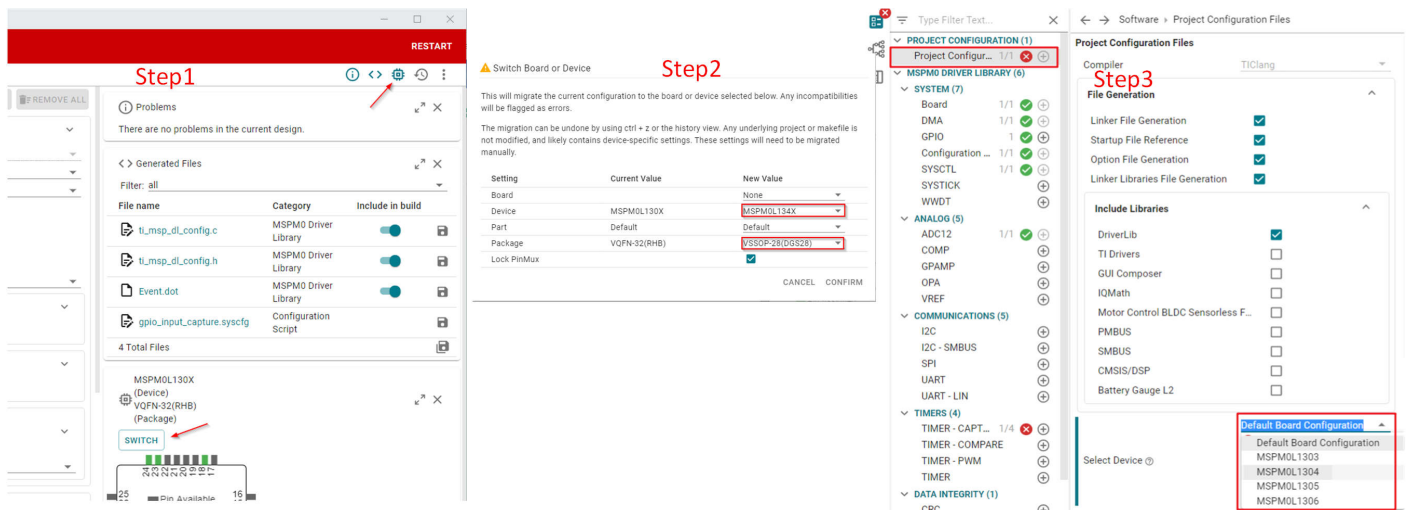 RESTART
Step1
REMOVE ALL
Problems
There are no problems in the current design.
<> Generated Files
Filter: all
File name Category Include in build
ti_msp_dl_config.c MSPM0 Driver Library
ti_msp_dl_config.h MSPM0 Driver Library
Event.dot MSPM0 Driver Library
gpio_input_capture.syscfg Configuration Script
4 Total Files
MSPM0L130X
(Device)
VQFN-32(RHB)
(Package)
SWITCH
24 23 22 21 20 19 18 17
25 Pin Available 16
Step2
Switch Board or Device
This will migrate the current configuration to the board or device selected below. Any incompatibilities
will be flagged as errors.
The migration can be undone by using ctrl + z or the history view. Any underlying project or makefile is
not modified, and likely contains device-specific settings. These settings will need to be migrated
manually.
Setting Current Value New Value
Board None
Device MSPM0L130X MSPM0L134X
Part Default Default
Package VQFN-32(RHB) VSSOP-28(DGS28)
Lock PinMux
CANCEL CONFIRM
Type Filter Text...
PROJECT CONFIGURATION (1)
Project Configur... 1/1
MSPM0 DRIVER LIBRARY (6)
SYSTEM (7)
Board 1/1
DMA 1/1
GPIO 1
Configuration ... 1/1
SYSCTL 1/1
SYSTICK
WWDT
ANALOG (5)
ADC12 1/1
COMP
GPAMP
OPA
VREF
COMMUNICATIONS (5)
I2C
I2C - SMBUS
SPI
UART
UART - LIN
TIMERS (4)
TIMER - CAPT... 1/4
TIMER - COMPARE
TIMER - PWM
TIMER
DATA INTEGRITY (1)
CRC
Software Project Configuration Files
Project Configuration Files
Compiler TIClang
Step3
File Generation
Linker File Generation
Startup File Reference
Option File Generation
Linker Libraries File Generation
Include Libraries
DriverLib
TI Drivers
GUI Composer
IQMath
Motor Control BLDC Sensorless F...
PMBUS
SMBUS
CMSIS/DSP
Battery Gauge L2
Default Board Configuration
Default Board Configuration
MSPM0L1303
Select Device
MSPM0L1304
MSPM0L1305
MSPM0L1306